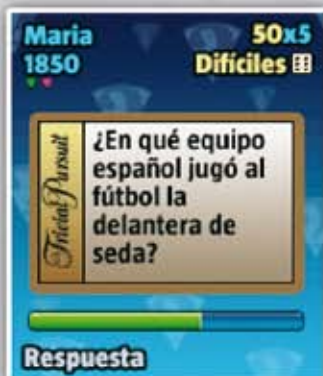 Maria
50x5
1850
Difíciles
Trivial Pursuit
¿En qué equipo
español jugó al
fútbol la
delantera de
seda?
Respuesta